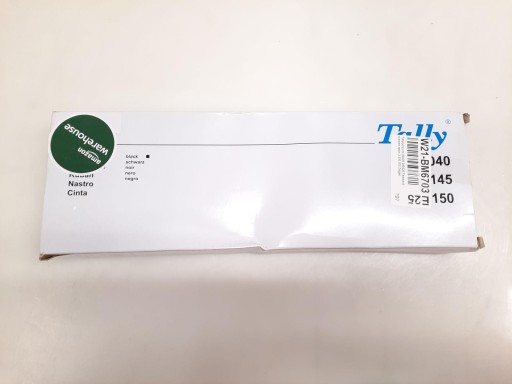 Tally
®
amazon
warehouse
black
schwarz
noir
nero
negro
Nastro
Cinta
040
145
150
W21-BM6703
E25